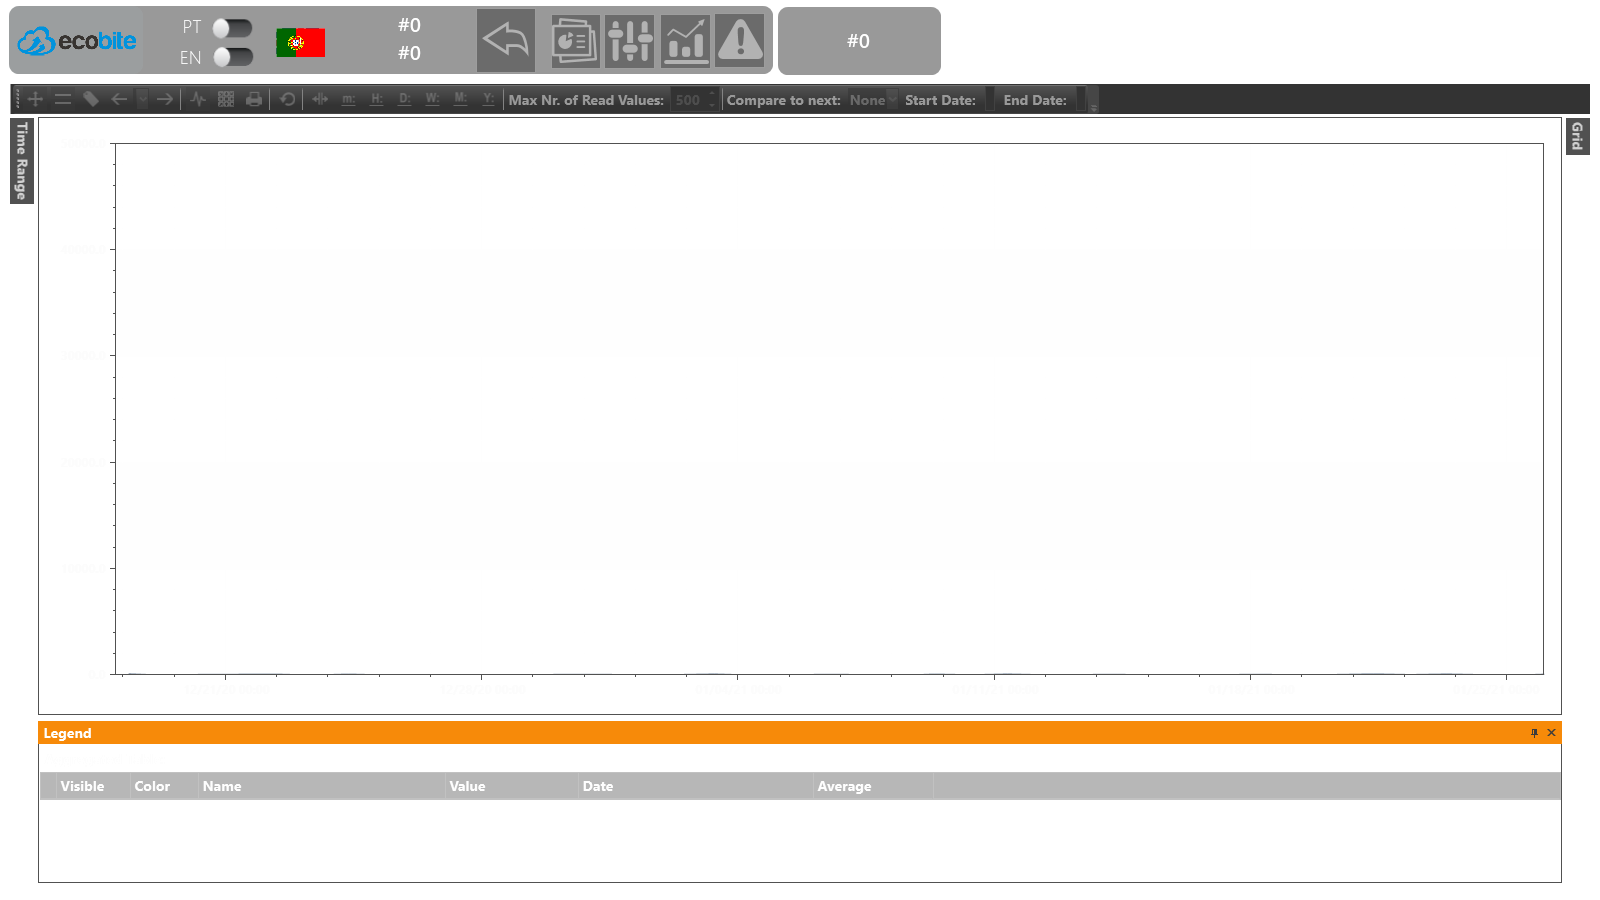 ecobite
PT
EN
#0
#0
#0
m:
H:
D:
W:
M:
Y:
Max Nr. of Read Values: 500
Compare to next: None
Start Date:
End Date:
Time Range
Grid
Legend
Visible Color Name Value Date Average